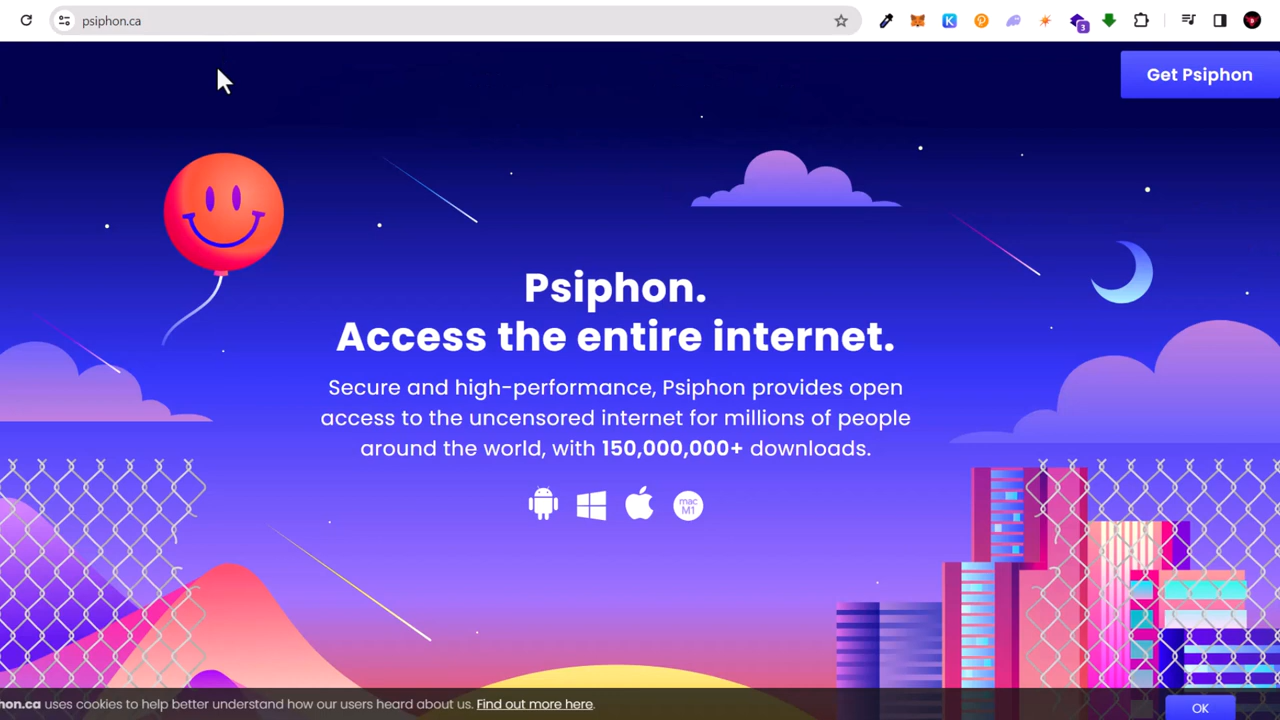 psiphon.ca
3
Get Psiphon
Psiphon.
Access the entire internet.
Secure and high-performance, Psiphon provides open
access to the uncensored internet for millions of people
around the world, with 150,000,000+ downloads.
mac
M1
hon.ca uses cookies to help better understand how our users heard about us. Find out more here.
OK